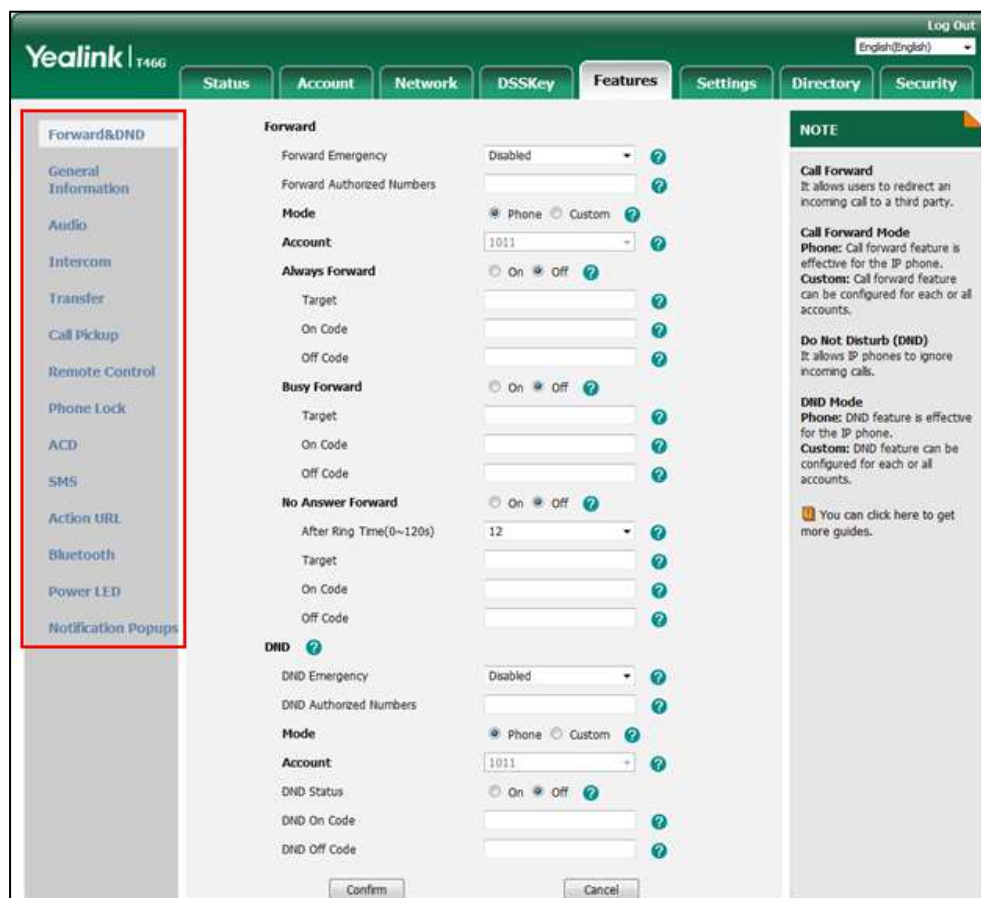 Log Out
Yealink T46G
English(English)
Status Account Network DSSKey Features Settings Directory Security
Forward&DND
General
Information
Audio
Intercom
Transfer
Call Pickup
Remote Control
Phone Lock
ACD
SMS
Action URL
Bluetooth
Power LED
Notification Popups
Forward
Forward Emergency Disabled ?
Forward Authorized Numbers ?
Mode Phone Custom ?
Account 1011 ?
Always Forward On Off ?
Target ?
On Code ?
Off Code ?
Busy Forward On Off ?
Target ?
On Code ?
Off Code ?
No Answer Forward On Off ?
After Ring Time(0~120s) 12 ?
Target ?
On Code ?
Off Code ?
DND ?
DND Emergency Disabled ?
DND Authorized Numbers ?
Mode Phone Custom ?
Account 1011 ?
DND Status On Off ?
DND On Code ?
DND Off Code ?
Confirm Cancel
NOTE
Call Forward
It allows users to redirect an
incoming call to a third party.
Call Forward Mode
Phone: Call forward feature is
effective for the IP phone.
Custom: Call forward feature
can be configured for each or all
accounts.
Do Not Disturb (DND)
It allows IP phones to ignore
incoming calls.
DND Mode
Phone: DND feature is effective
for the IP phone.
Custom: DND feature can be
configured for each or all
accounts.
You can click here to get
more guides.